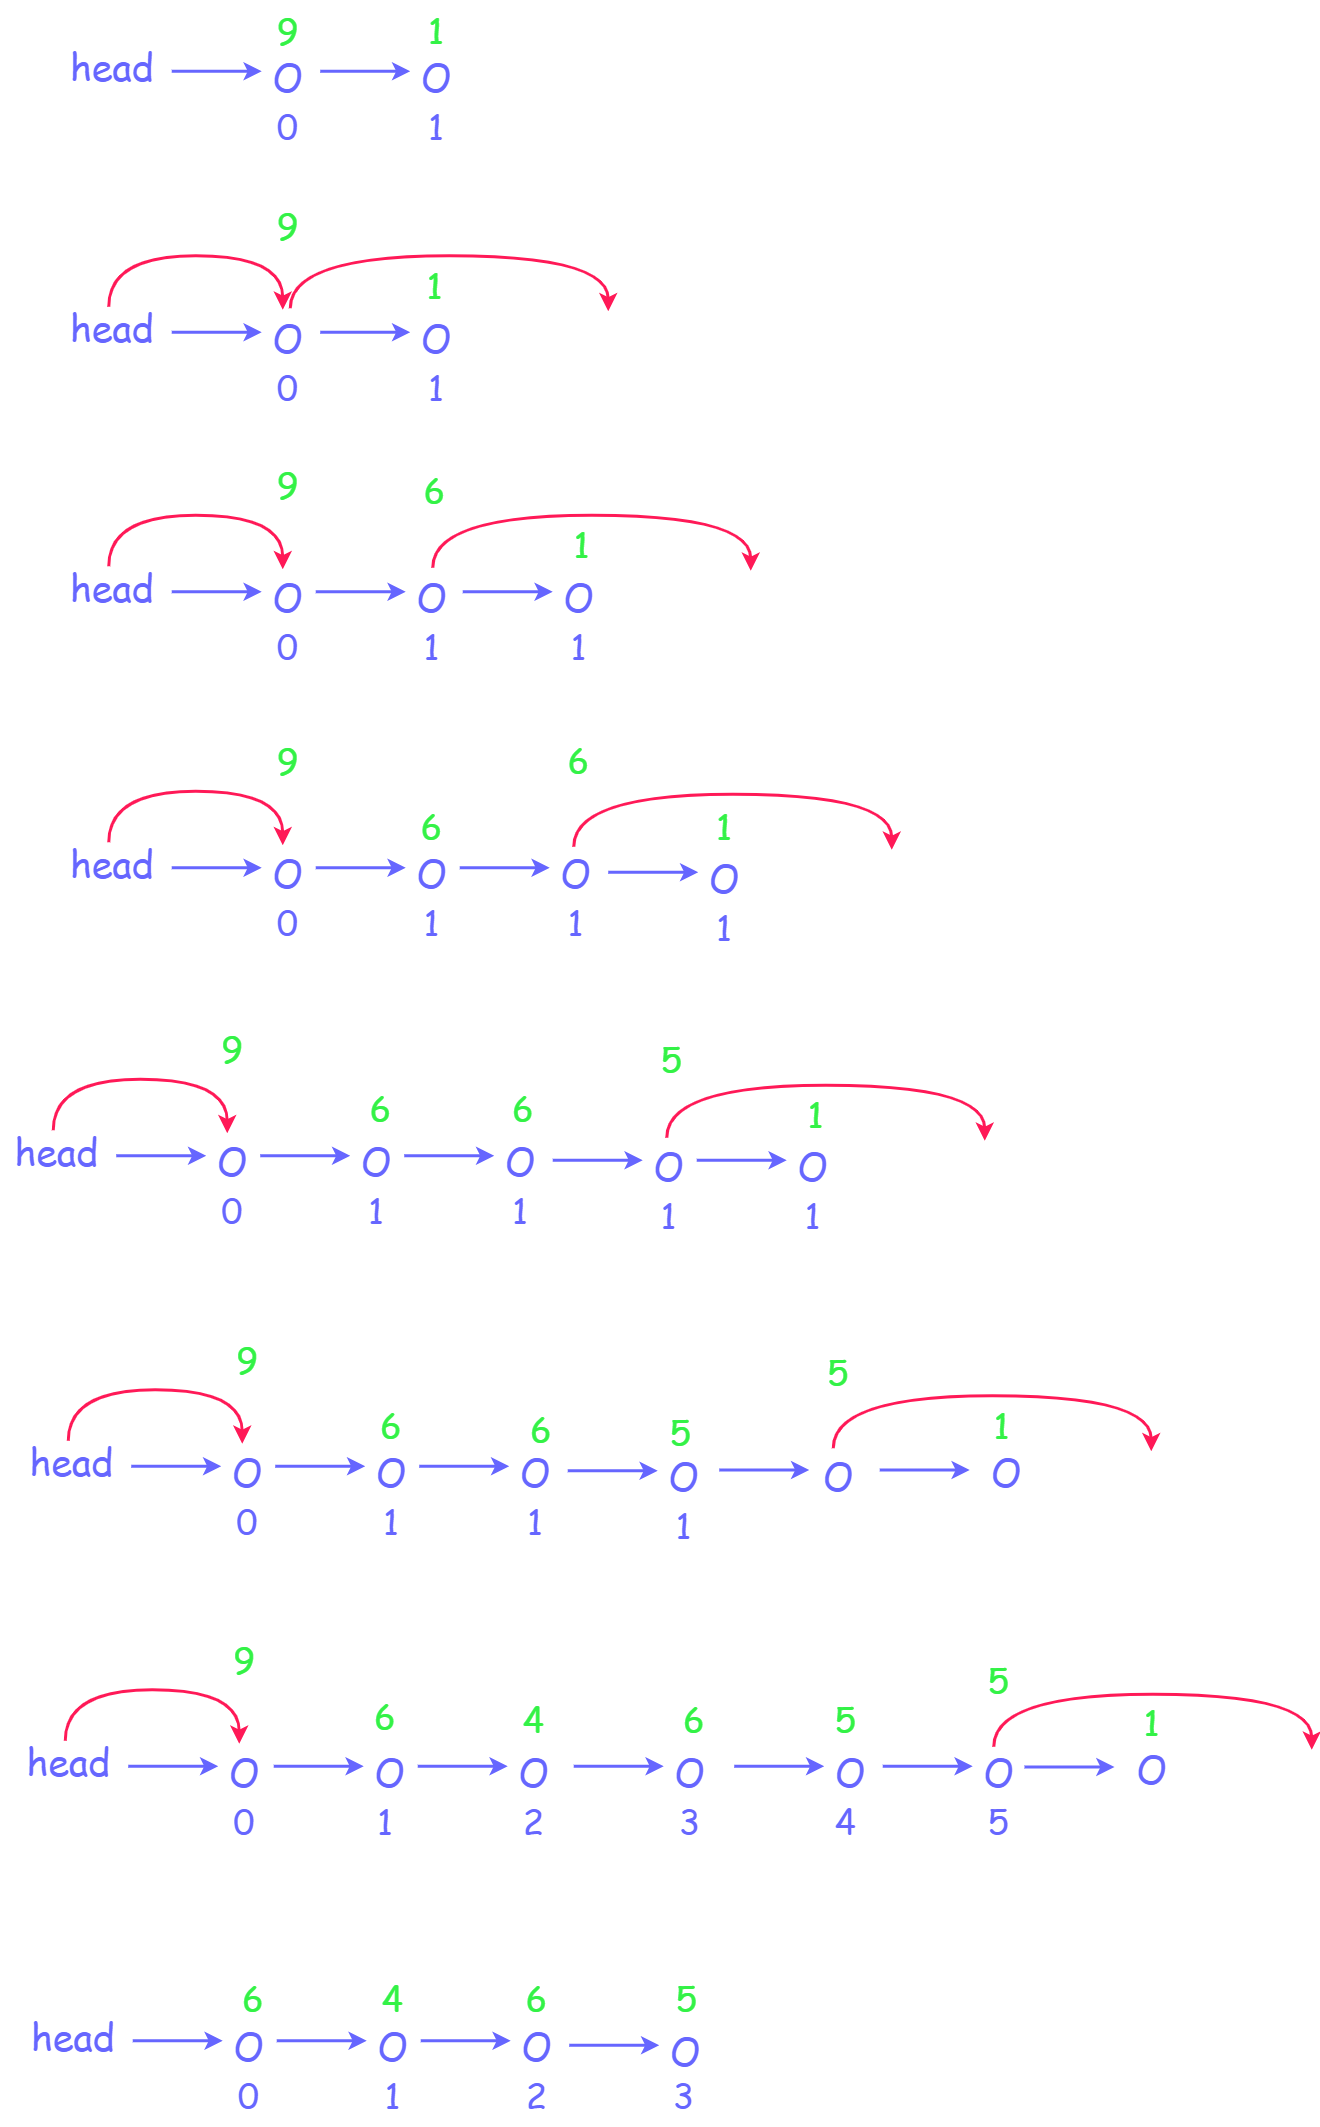 9 1
head O O
0 1
9
1
head O O
0 1
9 6
1
head O O O
0 1 1
9 6
6 1
head O O O O
0 1 1 1
9 5
6 6 1
head O O O O O
0 1 1 1 1
9 5
6 6 5 1
head O O O O O O
0 1 1 1
9 5
6 4 6 5 1
head O O O O O O O
0 1 2 3 4 5
6 4 6 5
head O O O O
0 1 2 3